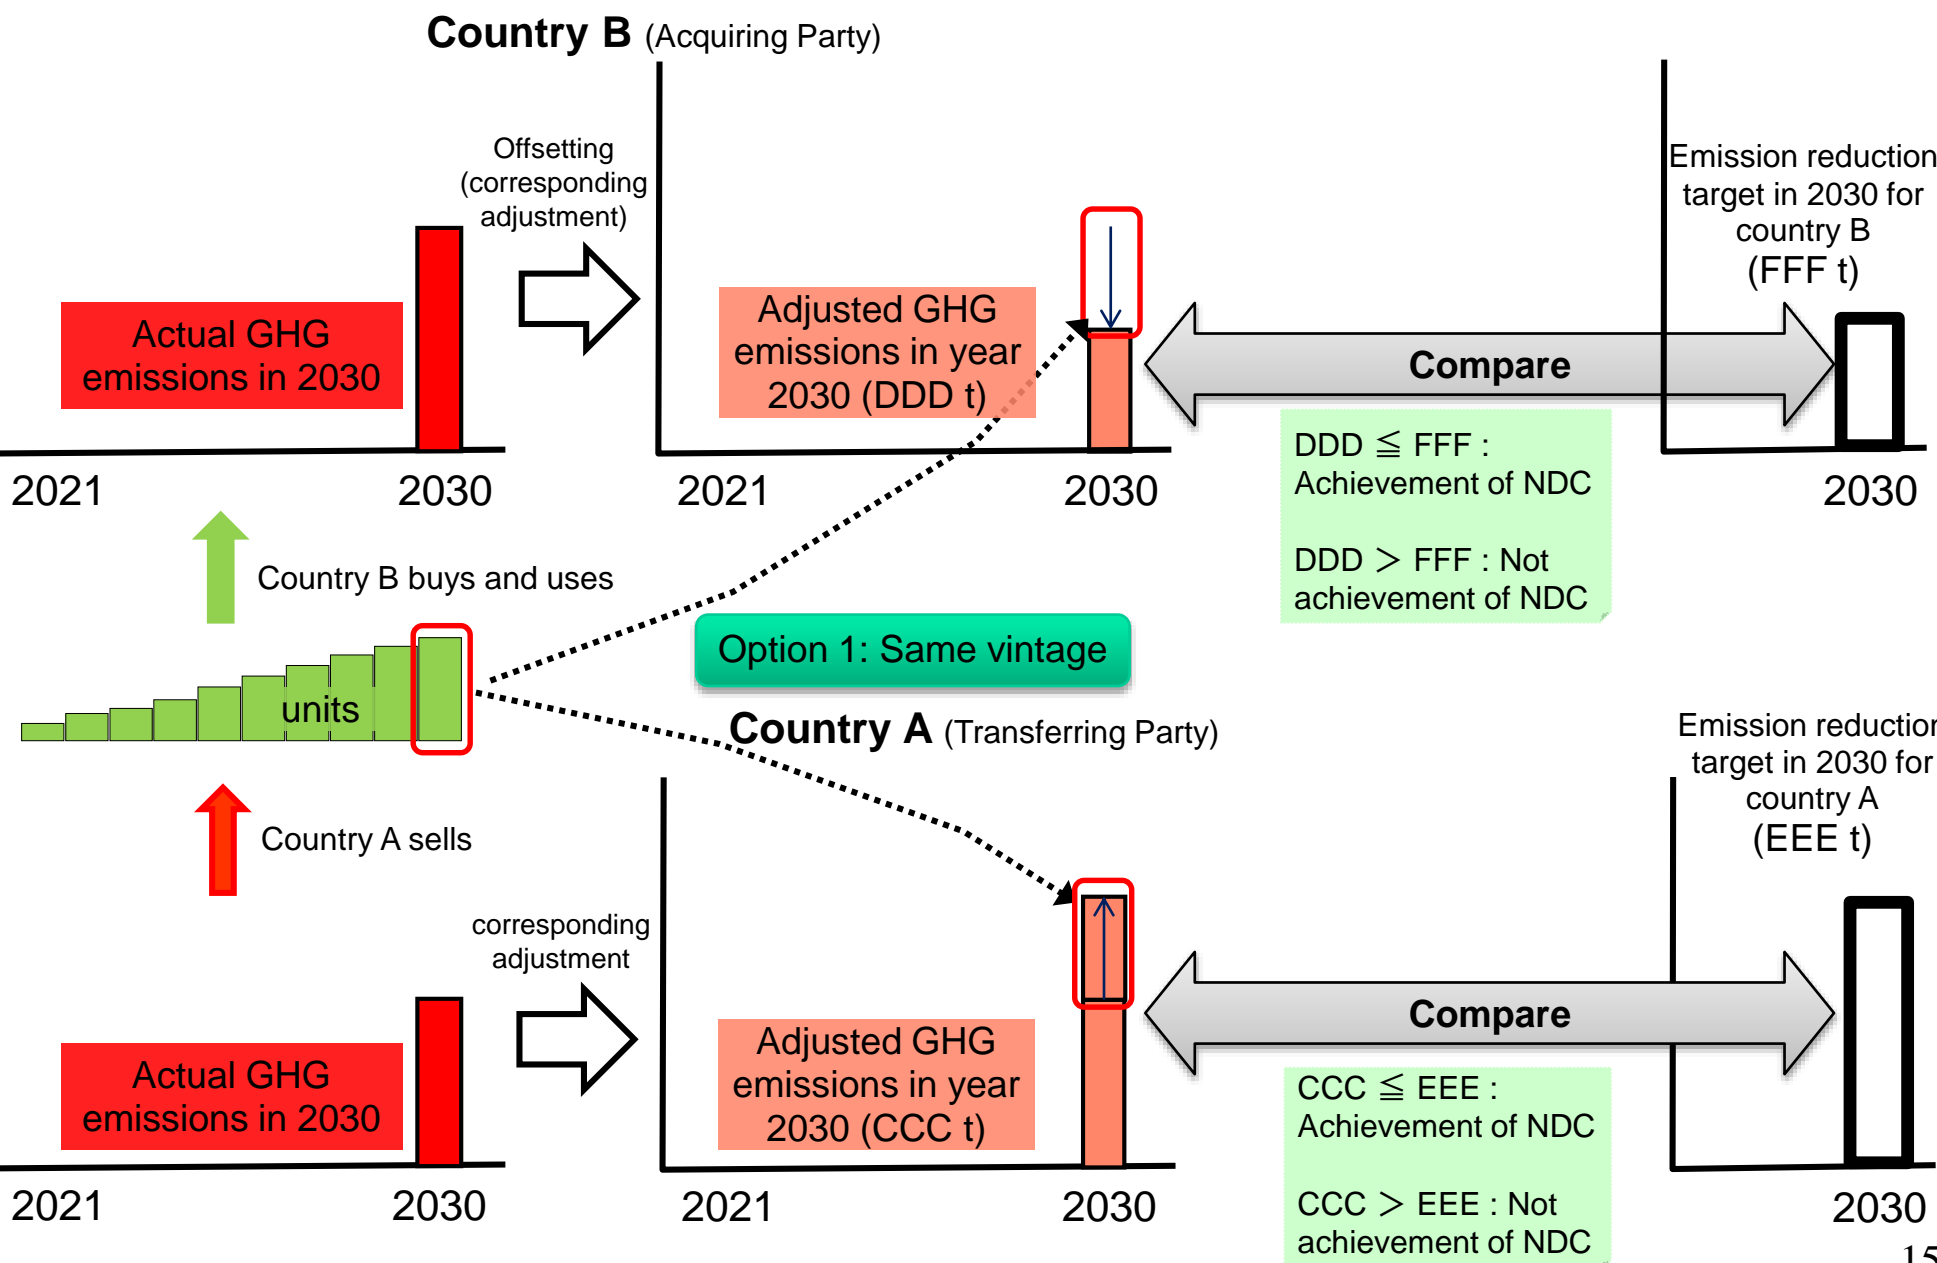 Country B (Acquiring Party)
Offsetting
(corresponding
adjustment)
Emission reduction
target in 2030 for
country B
(FFF t)
Actual GHG
emissions in 2030
Adjusted GHG
emissions in year
2030 (DDD t)
Compare
DDD ≦ FFF :
Achievement of NDC
DDD ＞ FFF : Not
achievement of NDC
2021
2030
2021
2030
2030
Country B buys and uses
Option 1: Same vintage
units
Country A (Transferring Party)
Emission reduction
target in 2030 for
country A
(EEE t)
Country A sells
corresponding
adjustment
Actual GHG
emissions in 2030
Adjusted GHG
emissions in year
2030 (CCC t)
Compare
CCC ≦ EEE :
Achievement of NDC
CCC ＞ EEE : Not
achievement of NDC
2021
2030
2021
2030
2030
15